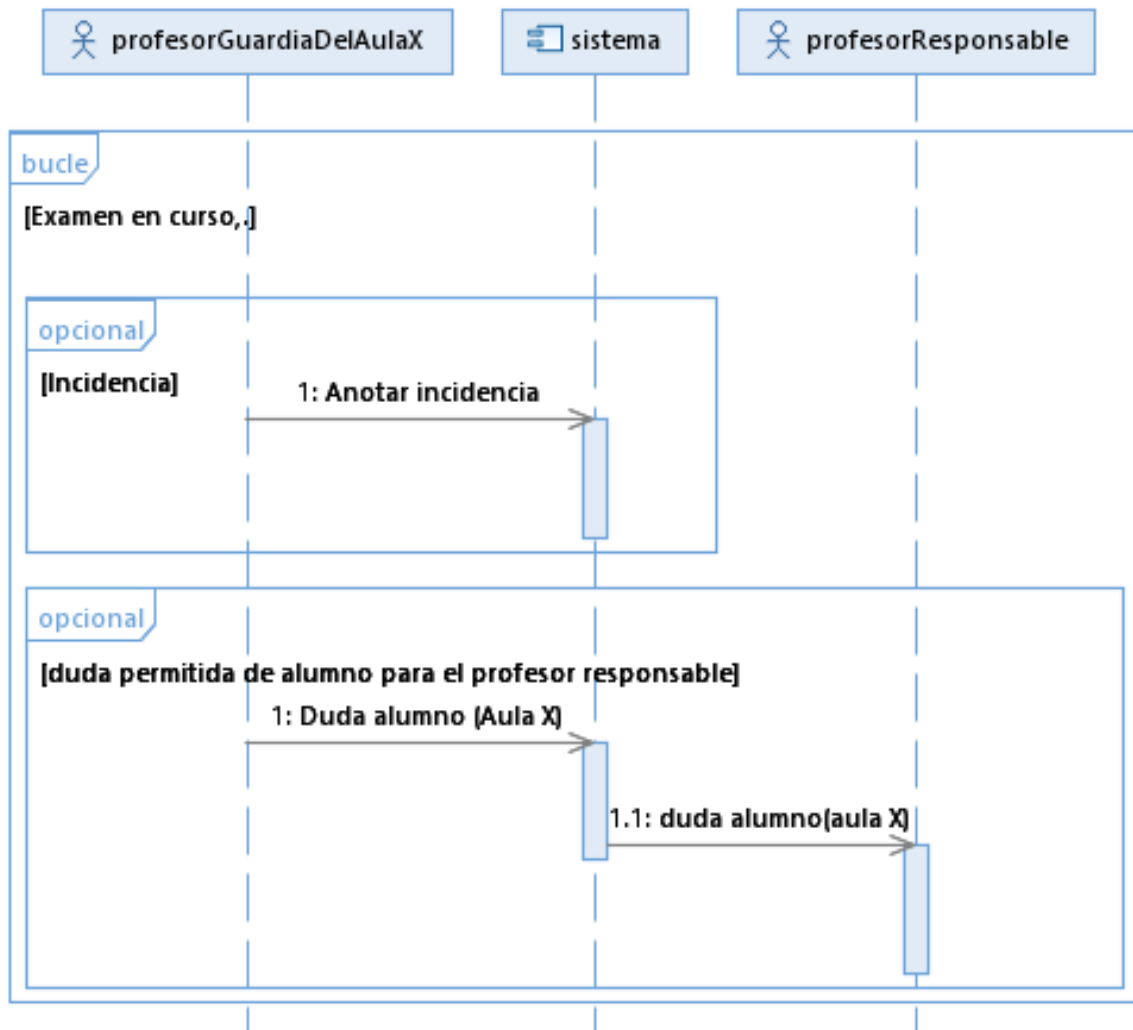 profesorGuardiaDelAulaX
sistema
profesorResponsable
bucle
[Examen en curso,.]
opcional
[Incidencia]
1: Anotar incidencia
opcional
[duda permitida de alumno para el profesor responsable]
1: Duda alumno (Aula X)
1.1: duda alumno(aula X)